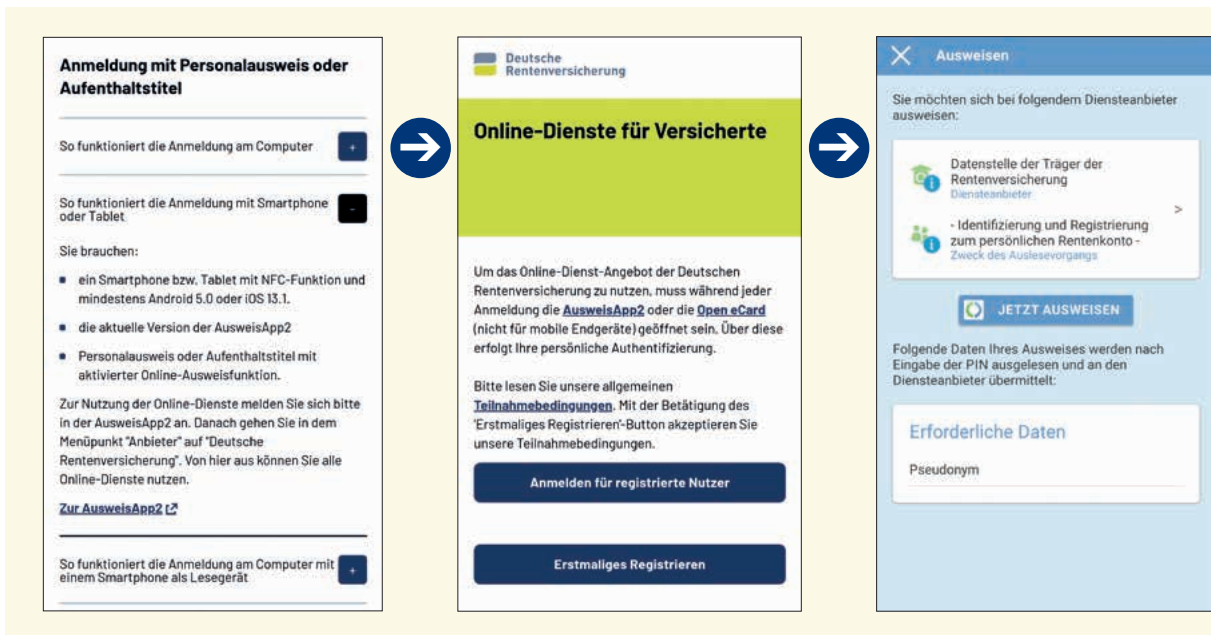 Anmeldung mit Personalausweis oder
Aufenthaltstitel
So funktioniert die Anmeldung am Computer
+
So funktioniert die Anmeldung mit Smartphone
oder Tablet
-
Sie brauchen:
ein Smartphone bzw. Tablet mit NFC-Funktion und
mindestens Android 5.0 oder iOS 13.1.
die aktuelle Version der AusweisApp2
Personalausweis oder Aufenthaltstitel mit
aktivierter Online-Ausweisfunktion.
Zur Nutzung der Online-Dienste melden Sie sich bitte
in der AusweisApp2 an. Danach gehen Sie in dem
Menüpunkt "Anbieter" auf "Deutsche
Rentenversicherung". Von hier aus können Sie alle
Online-Dienste nutzen.
Zur AusweisApp2
So funktioniert die Anmeldung am Computer mit
einem Smartphone als Lesegerät
+
Deutsche
Rentenversicherung
Online-Dienste für Versicherte
Um das Online-Dienst-Angebot der Deutschen
Rentenversicherung zu nutzen, muss während jeder
Anmeldung die AusweisApp2 oder die Open eCard
(nicht für mobile Endgeräte) geöffnet sein. Über diese
erfolgt Ihre persönliche Authentifizierung.
Bitte lesen Sie unsere allgemeinen
Teilnahmebedingungen. Mit der Betätigung des
'Erstmaliges Registrieren'-Button akzeptieren Sie
unsere Teilnahmebedingungen.
Anmelden für registrierte Nutzer
Erstmaliges Registrieren
Ausweisen
Sie möchten sich bei folgendem Diensteanbieter
ausweisen:
Datenstelle der Träger der
Rentenversicherung
Diensteanbieter
- Identifizierung und Registrierung
zum persönlichen Rentenkonto -
Zweck des Auslesevorgangs
>
JETZT AUSWEISEN
Folgende Daten Ihres Ausweises werden nach
Eingabe der PIN ausgelesen und an den
Diensteanbieter übermittelt:
Erforderliche Daten
Pseudonym